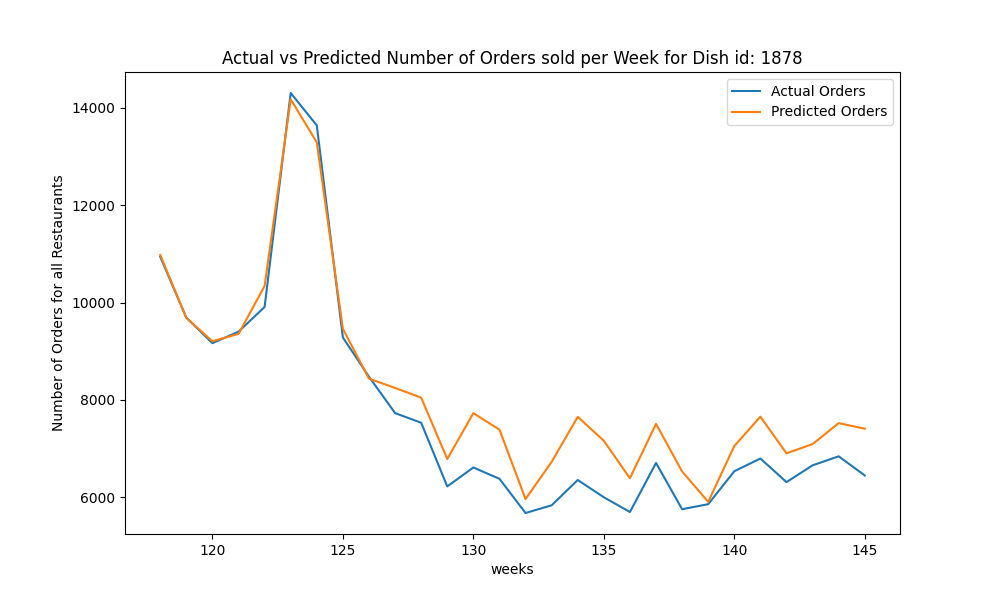 Actual vs Predicted Number of Orders sold per Week for Dish id: 1878
Actual Orders
Predicted Orders
Number of Orders for all Restaurants
14000
12000
10000
8000
6000
120 125 130 135 140 145
weeks